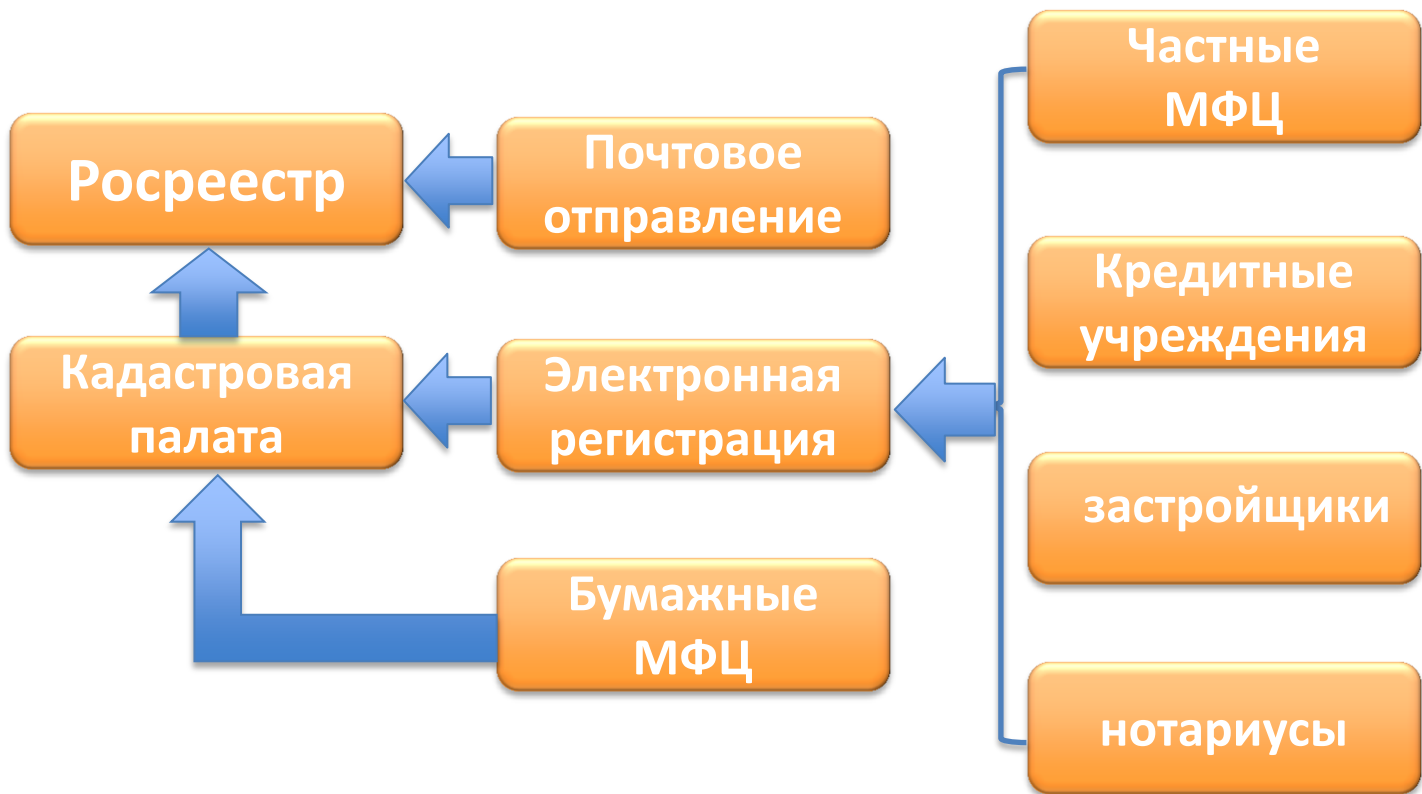 Частные
МФЦ
Росреестр
Почтовое
отправление
Кредитные
учреждения
Кадастровая
палата
Электронная
регистрация
застройщики
Бумажные
МФЦ
нотариусы